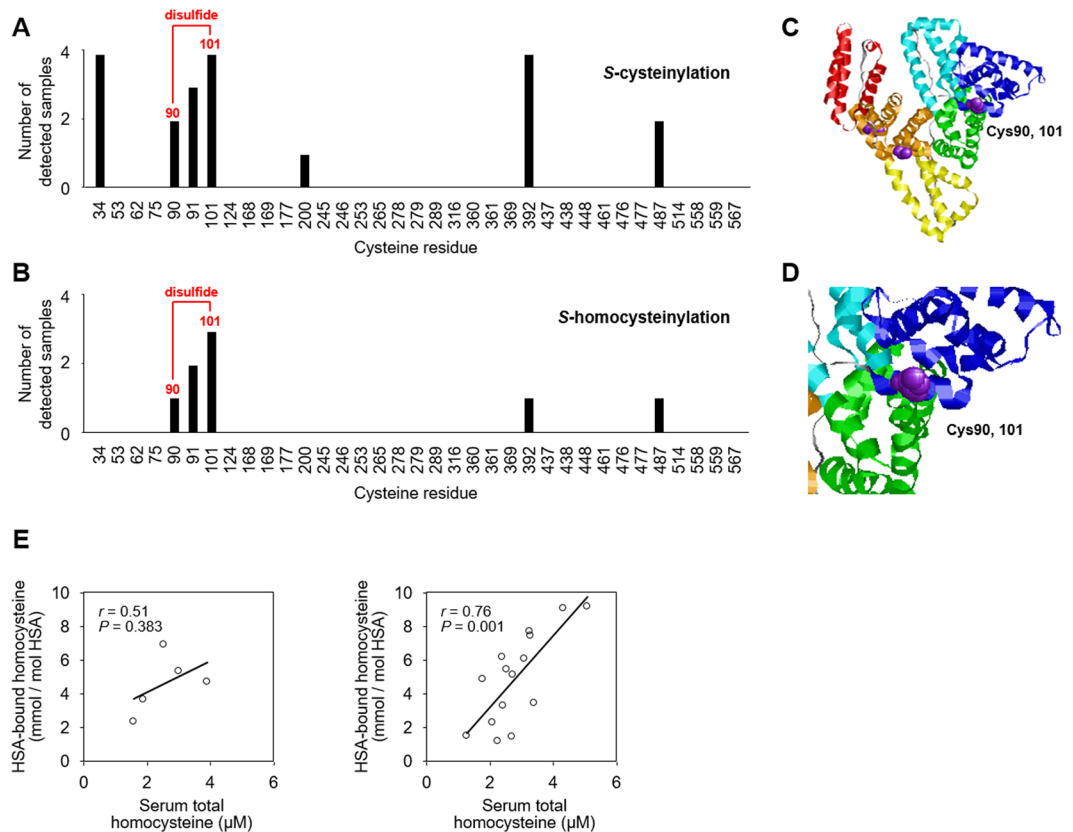 A
disulfide
101
90
S-cysteinylation
Number of
detected samples
4
2
0
34 53 62 75 90 91 101 124 168 169 177 200 245 246 253 265 278 279 289 316 360 361 369 392 437 438 448 461 476 477 487 514 558 559 567
Cysteine residue
B
disulfide
101
90
S-homocysteinylation
Number of
detected samples
4
2
0
34 53 62 75 90 91 101 124 168 169 177 200 245 246 253 265 278 279 289 316 360 361 369 392 437 438 448 461 476 477 487 514 558 559 567
Cysteine residue
C
Cys90, 101
D
Cys90, 101
E
HSA-bound homocysteine
(mmol / mol HSA)
10
8
6
4
2
0
r = 0.51
P = 0.383
0 2 4 6
Serum total
homocysteine (μM)
HSA-bound homocysteine
(mmol / mol HSA)
10
8
6
4
2
0
r = 0.76
P = 0.001
0 2 4 6
Serum total
homocysteine (μM)